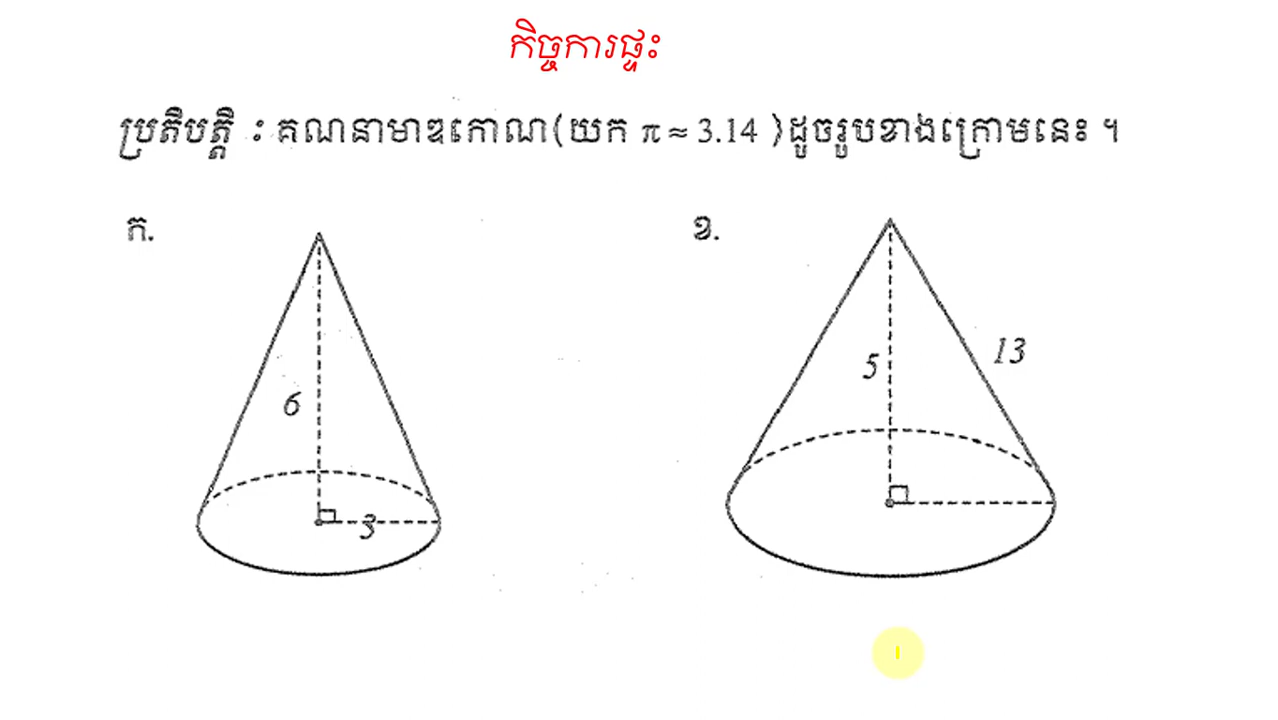 កិច្ចការផ្ទះ
ប្រតិបត្តិ ៖ គណនាមាឌកោណ(យក π ≈ 3.14 )ដូចរូបខាងក្រោមនេះ ។
ក. ខ.
13
5
6
3